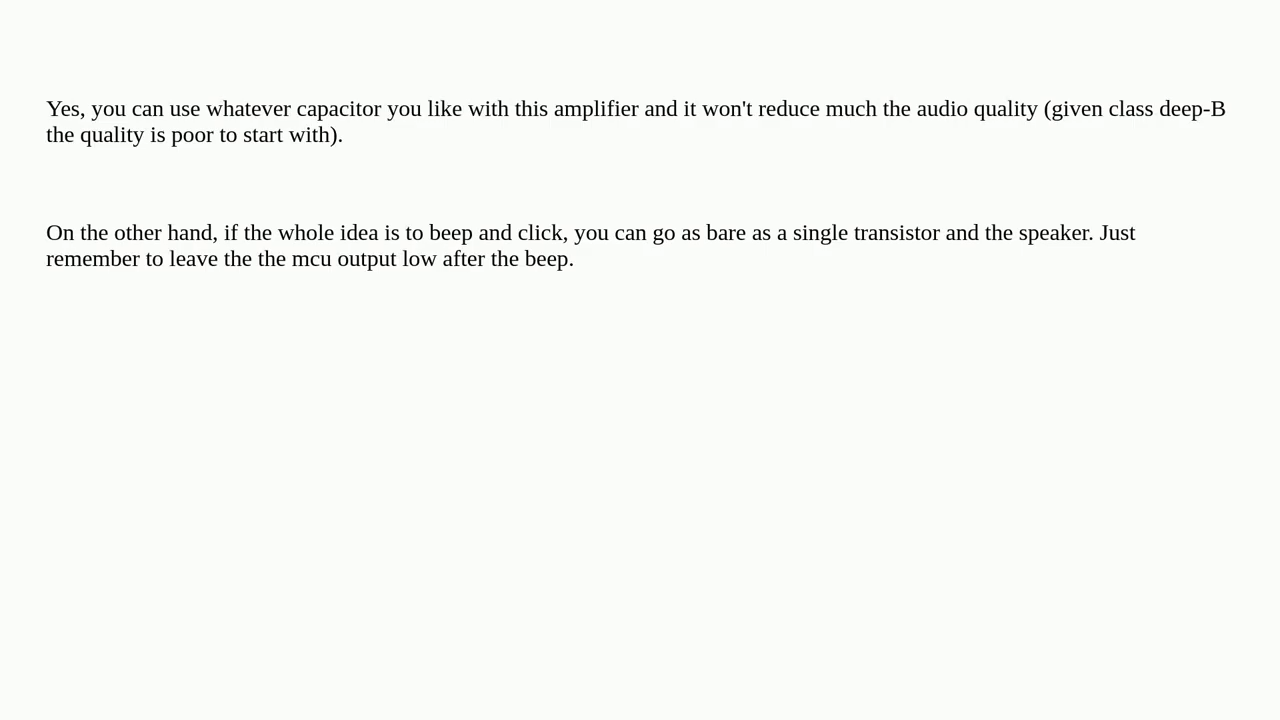 Yes, you can use whatever capacitor you like with this amplifier and it won't reduce much the audio quality (given class deep-B
the quality is poor to start with).
On the other hand, if the whole idea is to beep and click, you can go as bare as a single transistor and the speaker. Just
remember to leave the the mcu output low after the beep.